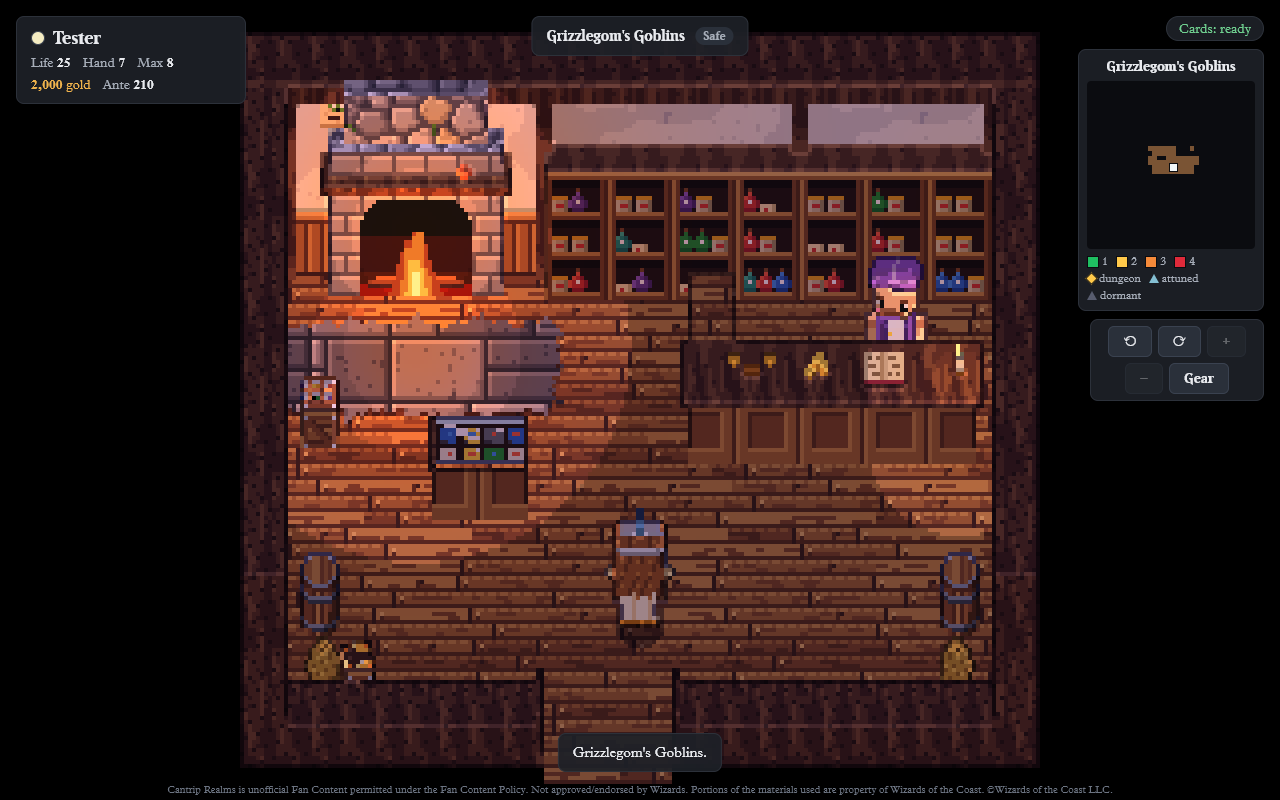 Tester
Life 25 Hand 7 Max 8
2,000 gold Ante 210
Grizzlegom's Goblins Safe
Cards: ready
Grizzlegom's Goblins
1 2 3 4
dungeon attuned
dormant
+
− Gear
Grizzlegom's Goblins.
Cantrip Realms is unofficial Fan Content permitted under the Fan Content Policy. Not approved/endorsed by Wizards. Portions of the materials used are property of Wizards of the Coast. ©Wizards of the Coast LLC.